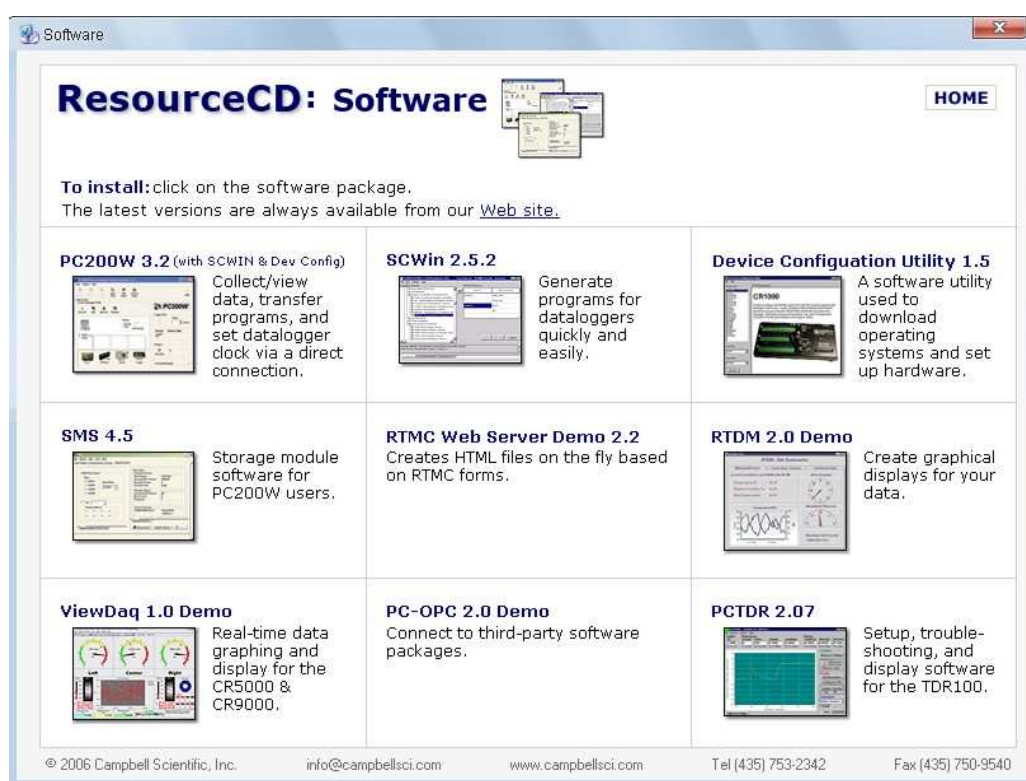 Software
ResourceCD: Software
HOME
To install: click on the software package.
The latest versions are always available from our Web site.
PC200W 3.2 (with SCWIN & Dev Config)
Collect/view
data, transfer
programs, and
set datalogger
clock via a direct
connection.
SCWin 2.5.2
Generate
programs for
dataloggers
quickly and
easily.
Device Configuation Utility 1.5
CR1000
A software utility
used to
download
operating
systems and set
up hardware.
SMS 4.5
Storage module
software for
PC200W users.
RTMC Web Server Demo 2.2
Creates HTML files on the fly based
on RTMC forms.
RTDM 2.0 Demo
Create graphical
displays for your
data.
ViewDaq 1.0 Demo
Left Center Right
Real-time data
graphing and
display for the
CR5000 &
CR9000.
PC-OPC 2.0 Demo
Connect to third-party software
packages.
PCTDR 2.07
Setup, trouble-
shooting, and
display software
for the TDR100.
© 2006 Campbell Scientific, Inc. info@campbellsci.com www.campbellsci.com Tel (435) 753-2342 Fax (435) 750-9540